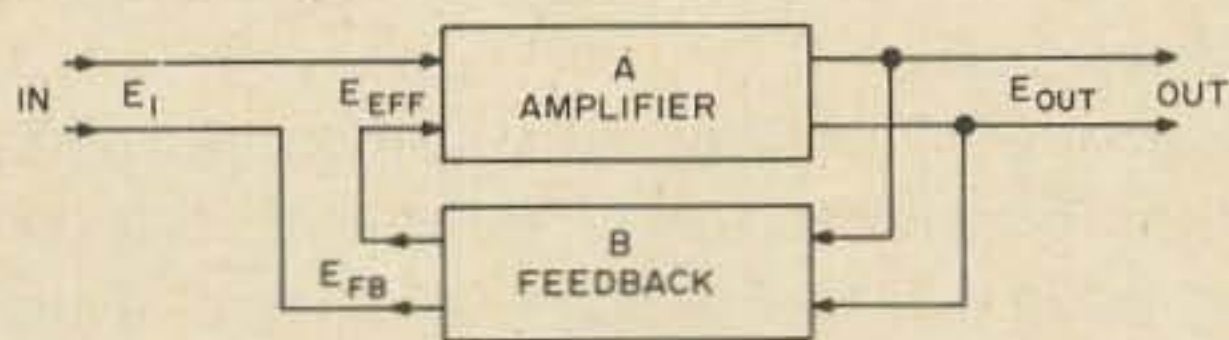 A
AMPLIFIER
IN
E1
EEFF
EOUT
OUT
B
FEEDBACK
EFB